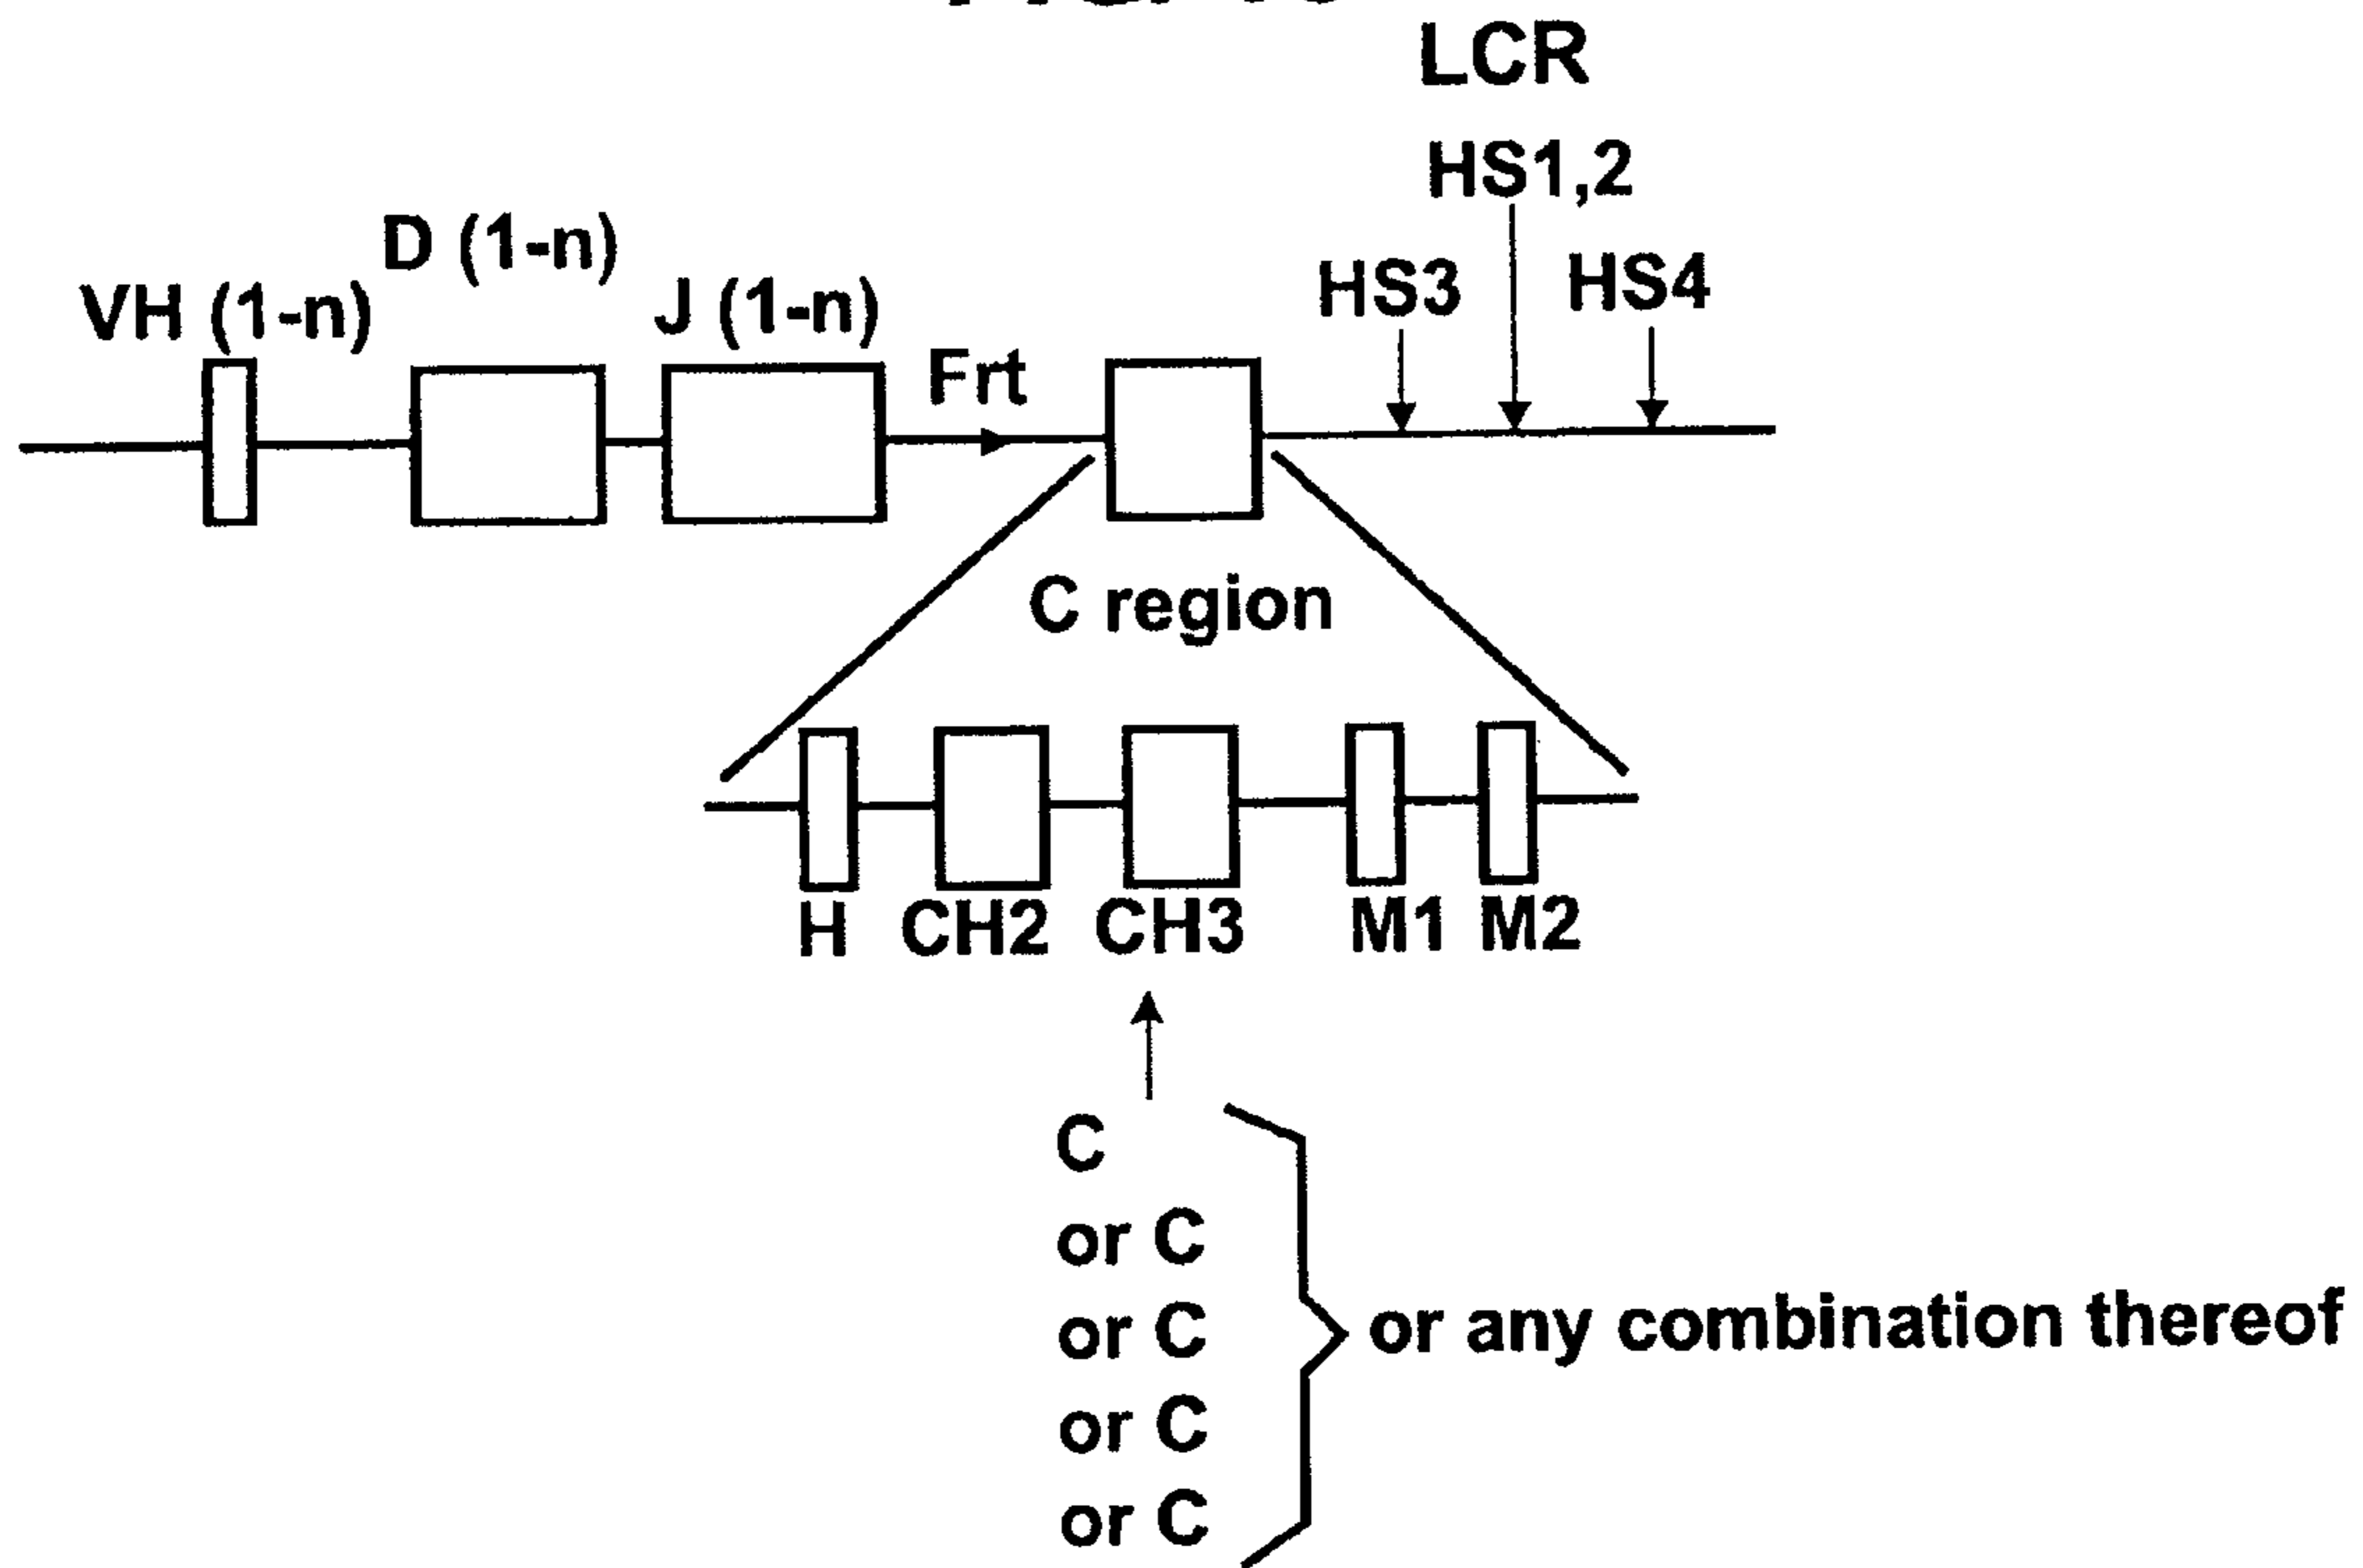 LCR
HS1,2
D (1-n)
HS3
HS4
VH (1-n)
J (1-n)
Frt
C region
H CH2 CH3 M1 M2
C
or C
or C
or C
or C
or any combination thereof